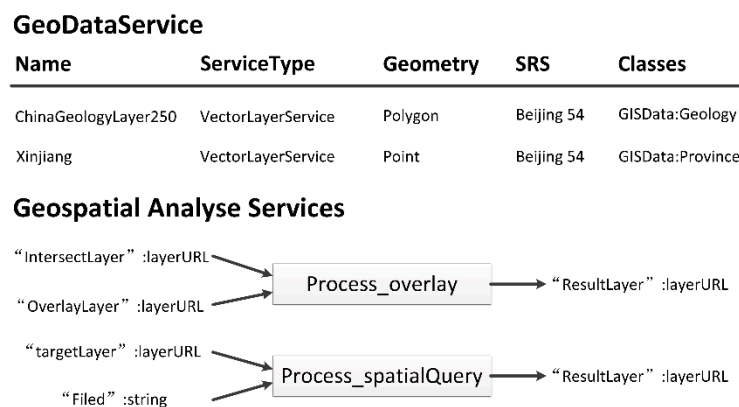 GeoDataService
Name ServiceType Geometry SRS Classes
ChinaGeologyLayer250 VectorLayerService Polygon Beijing 54 GISData:Geology
Xinjiang VectorLayerService Point Beijing 54 GISData:Province
Geospatial Analyse Services
“IntersectLayer” :layerURL
Process_overlay “ResultLayer” :layerURL
“OverlayLayer” :layerURL
“targetLayer” :layerURL
Process_spatialQuery “ResultLayer” :layerURL
“Filed” :string